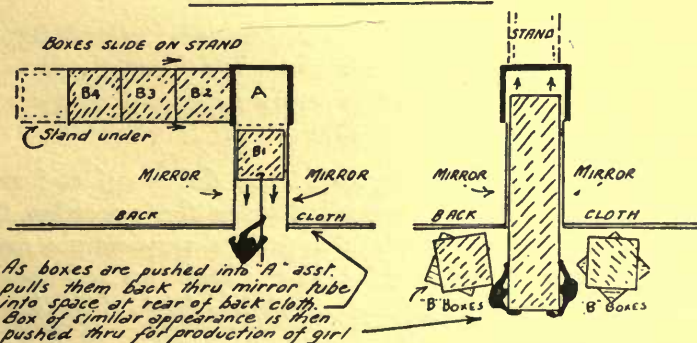 BOXES SLIDE ON STAND
B4 B3 B2 A
B1
Stand under
MIRROR MIRROR
BACK CLOTH
As boxes are pushed into "A" asst.
pulls them back thru mirror tube
into space at rear of back cloth.
Box of similar appearance is then
pushed thru for production of girl
STAND
MIRROR MIRROR
BACK CLOTH
"B" BOXES "B" BOXES